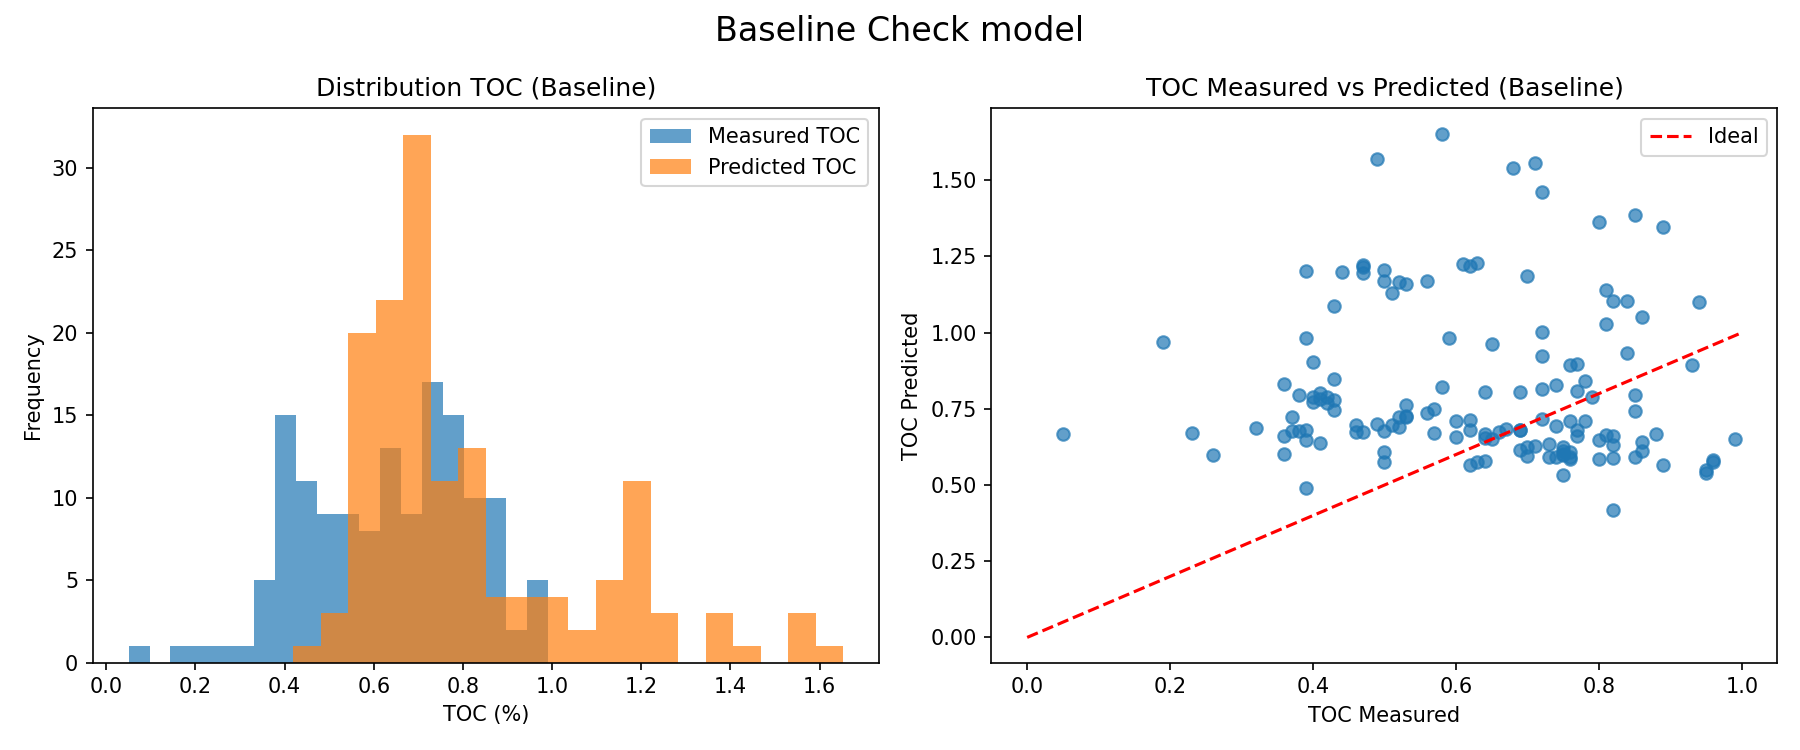 Baseline Check model
Distribution TOC (Baseline)
Measured TOC
Predicted TOC
Frequency
30
25
20
15
10
5
0
0.0 0.2 0.4 0.6 0.8 1.0 1.2 1.4 1.6
TOC (%)
TOC Measured vs Predicted (Baseline)
Ideal
TOC Predicted
1.50
1.25
1.00
0.75
0.50
0.25
0.00
0.0 0.2 0.4 0.6 0.8 1.0
TOC Measured